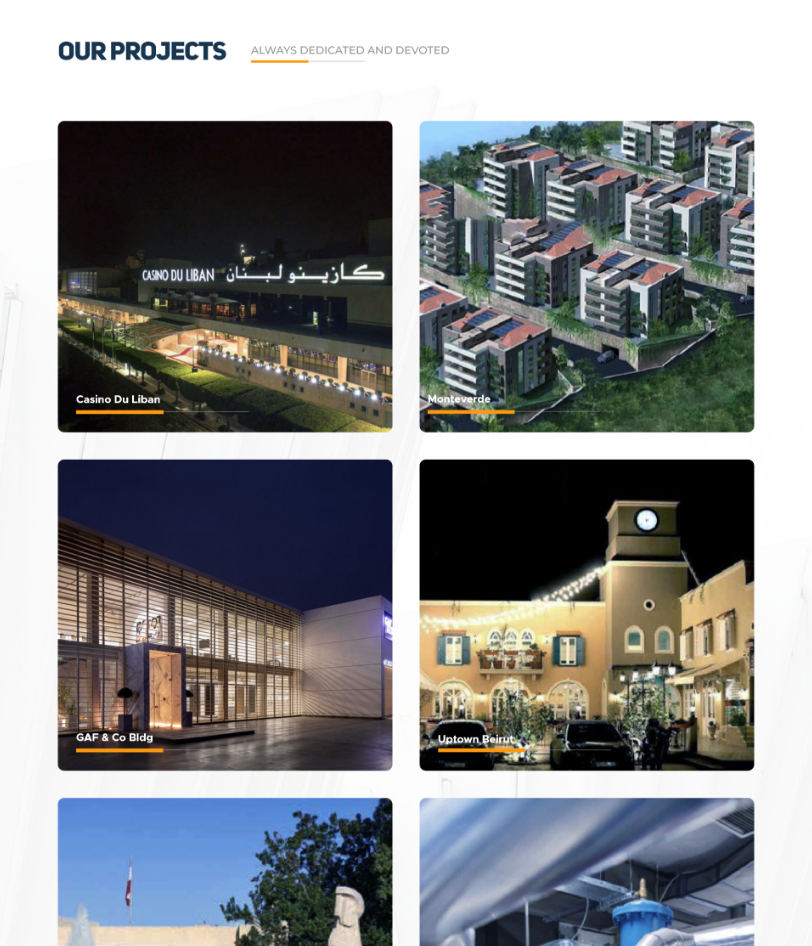 OUR PROJECTS
ALWAYS DEDICATED AND DEVOTED
CASINO DU LIBAN كازينو لبنان
Casino Du Liban
Monteverde
GAF & Co Bldg
Uptown Beirut